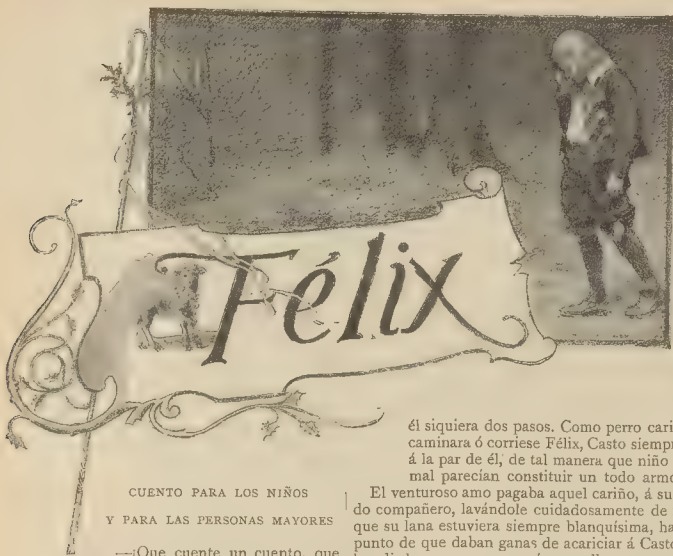 Félix
CUENTO PARA LOS NIÑOS
Y PARA LAS PERSONAS MAYORES
—¡Que cuente un cuento, que
él siquiera dos pasos. Como perro cari
caminara ó corriese Félix, Casto siempr
á la par de él, de tal manera que niño
mal parecían constituir un todo armo
El venturoso amo pagaba aquel cariño, á su
do compañero, lavándole cuidadosamente de
que su lana estuviera siempre blanquísima, ha
punto de que daban ganas de acariciar á Casto